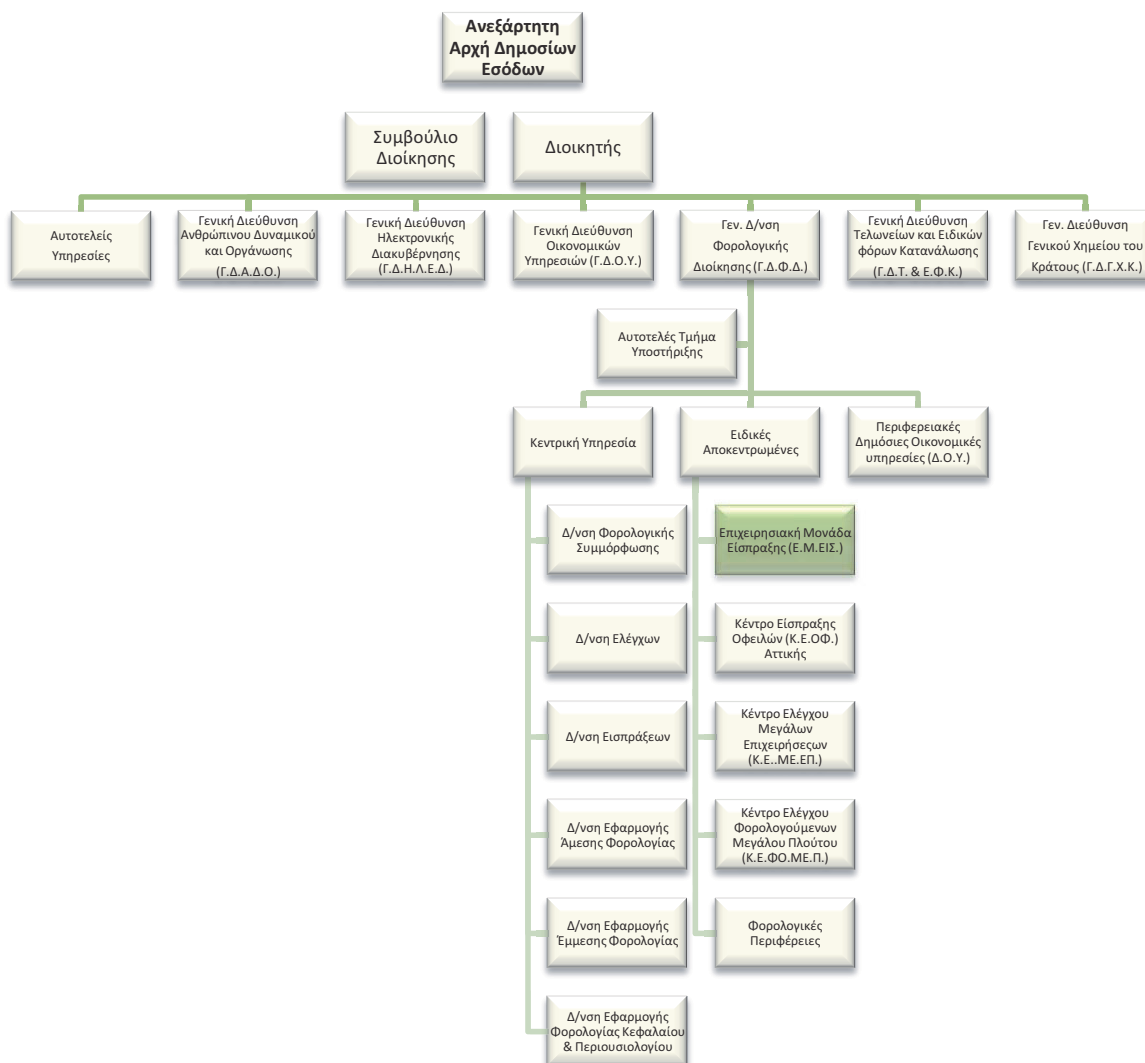 Ανεξάρτητη
Αρχή Δημοσίων
Εσόδων
Συμβούλιο
Διοίκησης
Διοικητής
Αυτοτελείς
Υπηρεσίες
Γενική Διεύθυνση
Ανθρώπινου Δυναμικού
και Οργάνωσης
(Γ.Δ.Α.Δ.Ο.)
Γενική Διεύθυνση
Ηλεκτρονικής
Διακυβέρνησης
(Γ.Δ.Η.Λ.Ε.Δ.)
Γενική Διεύθυνση
Οικονομικών
Υπηρεσιών (Γ.Δ.Ο.Υ.)
Γεν. Δ/νση
Φορολογικής
Διοίκησης (Γ.Δ.Φ.Δ.)
Γενική Διεύθυνση
Τελωνείων και Ειδικών
φόρων Κατανάλωσης
(Γ.Δ.Τ. & Ε.Φ.Κ.)
Γεν. Διεύθυνση
Γενικού Χημείου του
Κράτους (Γ.Δ.Γ.Χ.Κ.)
Αυτοτελές Τμήμα
Υποστήριξης
Κεντρική Υπηρεσία
Ειδικές
Αποκεντρωμένες
Περιφερειακές
Δημόσιες Οικονομικές
υπηρεσίες (Δ.Ο.Υ.)
Δ/νση Φορολογικής
Συμμόρφωσης
Δ/νση Ελέγχων
Δ/νση Εισπράξεων
Δ/νση Εφαρμογής
Άμεσης Φορολογίας
Δ/νση Εφαρμογής
Έμμεσης Φορολογίας
Δ/νση Εφαρμογής
Φορολογίας Κεφαλαίου
& Περιουσιολογίου
Επιχειρησιακή Μονάδα
Είσπραξης (Ε.Μ.ΕΙΣ.)
Κέντρο Είσπραξης
Οφειλών (Κ.Ε.ΟΦ.)
Αττικής
Κέντρο Ελέγχου
Μεγάλων
Επιχειρήσεςων
(Κ.Ε..ΜΕ.ΕΠ.)
Κέντρο Ελέγχου
Φορολογούμενων
Μεγάλου Πλούτου
(Κ.Ε.ΦΟ.ΜΕ.Π.)
Φορολογικές
Περιφέρειες